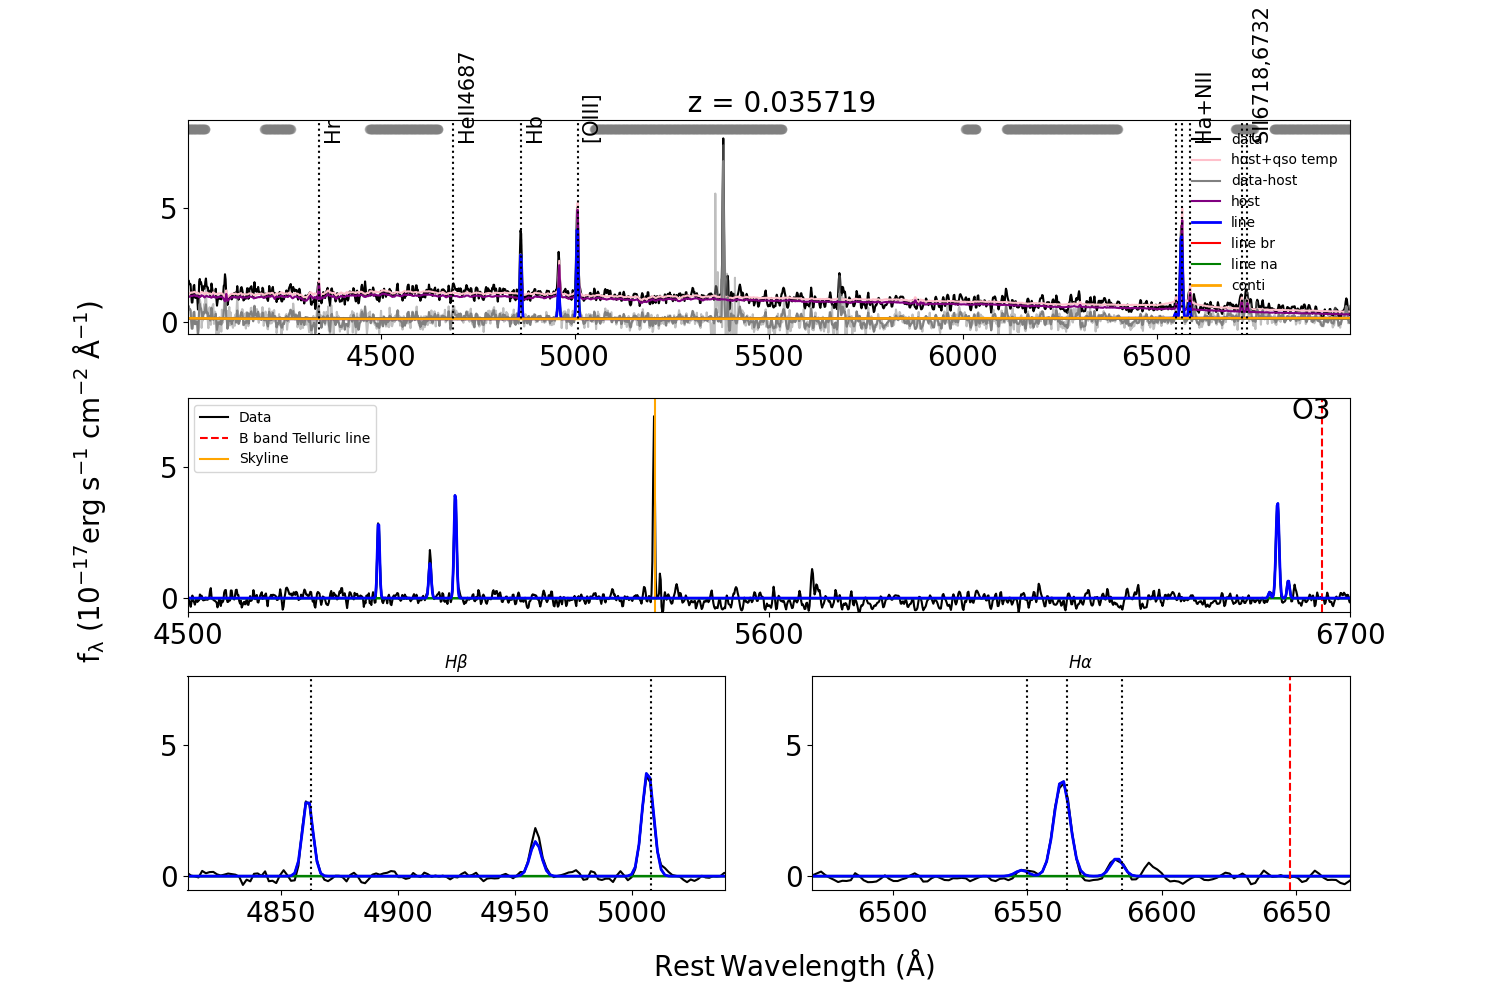 z = 0.035719
Hr
HeII4687
Hb
[OIII]
Ha+NII
SII6718,6732
data
host+qso temp
data-host
host
line
line br
line na
conti
5
0
4500
5000
5500
6000
6500
f_λ (10^−17 erg s^−1 cm^−2 Å^−1)
Data
B band Telluric line
Skyline
O3
5
0
4500
5600
6700
Hβ
5
0
4850
4900
4950
5000
Hα
5
0
6500
6550
6600
6650
Rest Wavelength (Å)